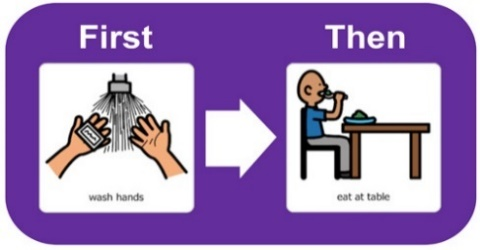 First
Then
wash hands
eat at table